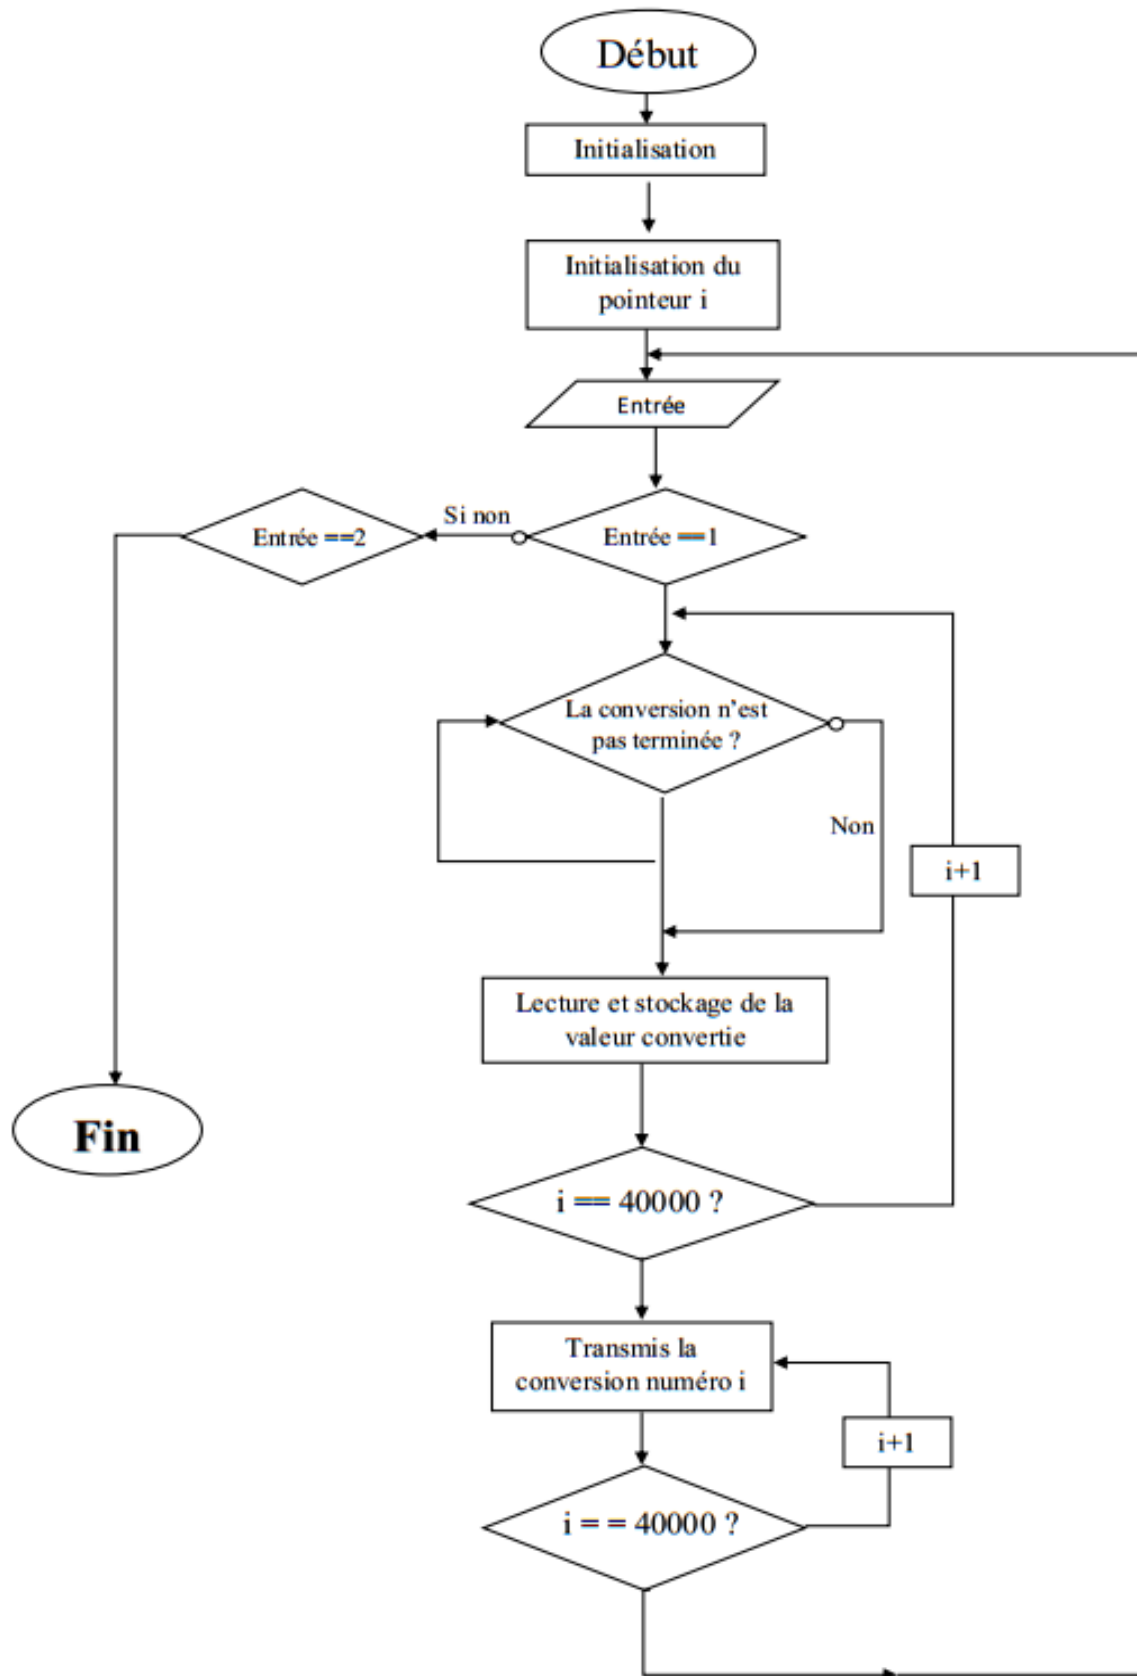 Début
Initialisation
Initialisation du
pointeur i
Entrée
Si non
Entrée ==2
Entrée ==1
La conversion n'est
pas terminée ?
Non
i+1
Lecture et stockage de la
valeur convertie
Fin
i == 40000 ?
Transmis la
conversion numéro i
i+1
i = = 40000 ?